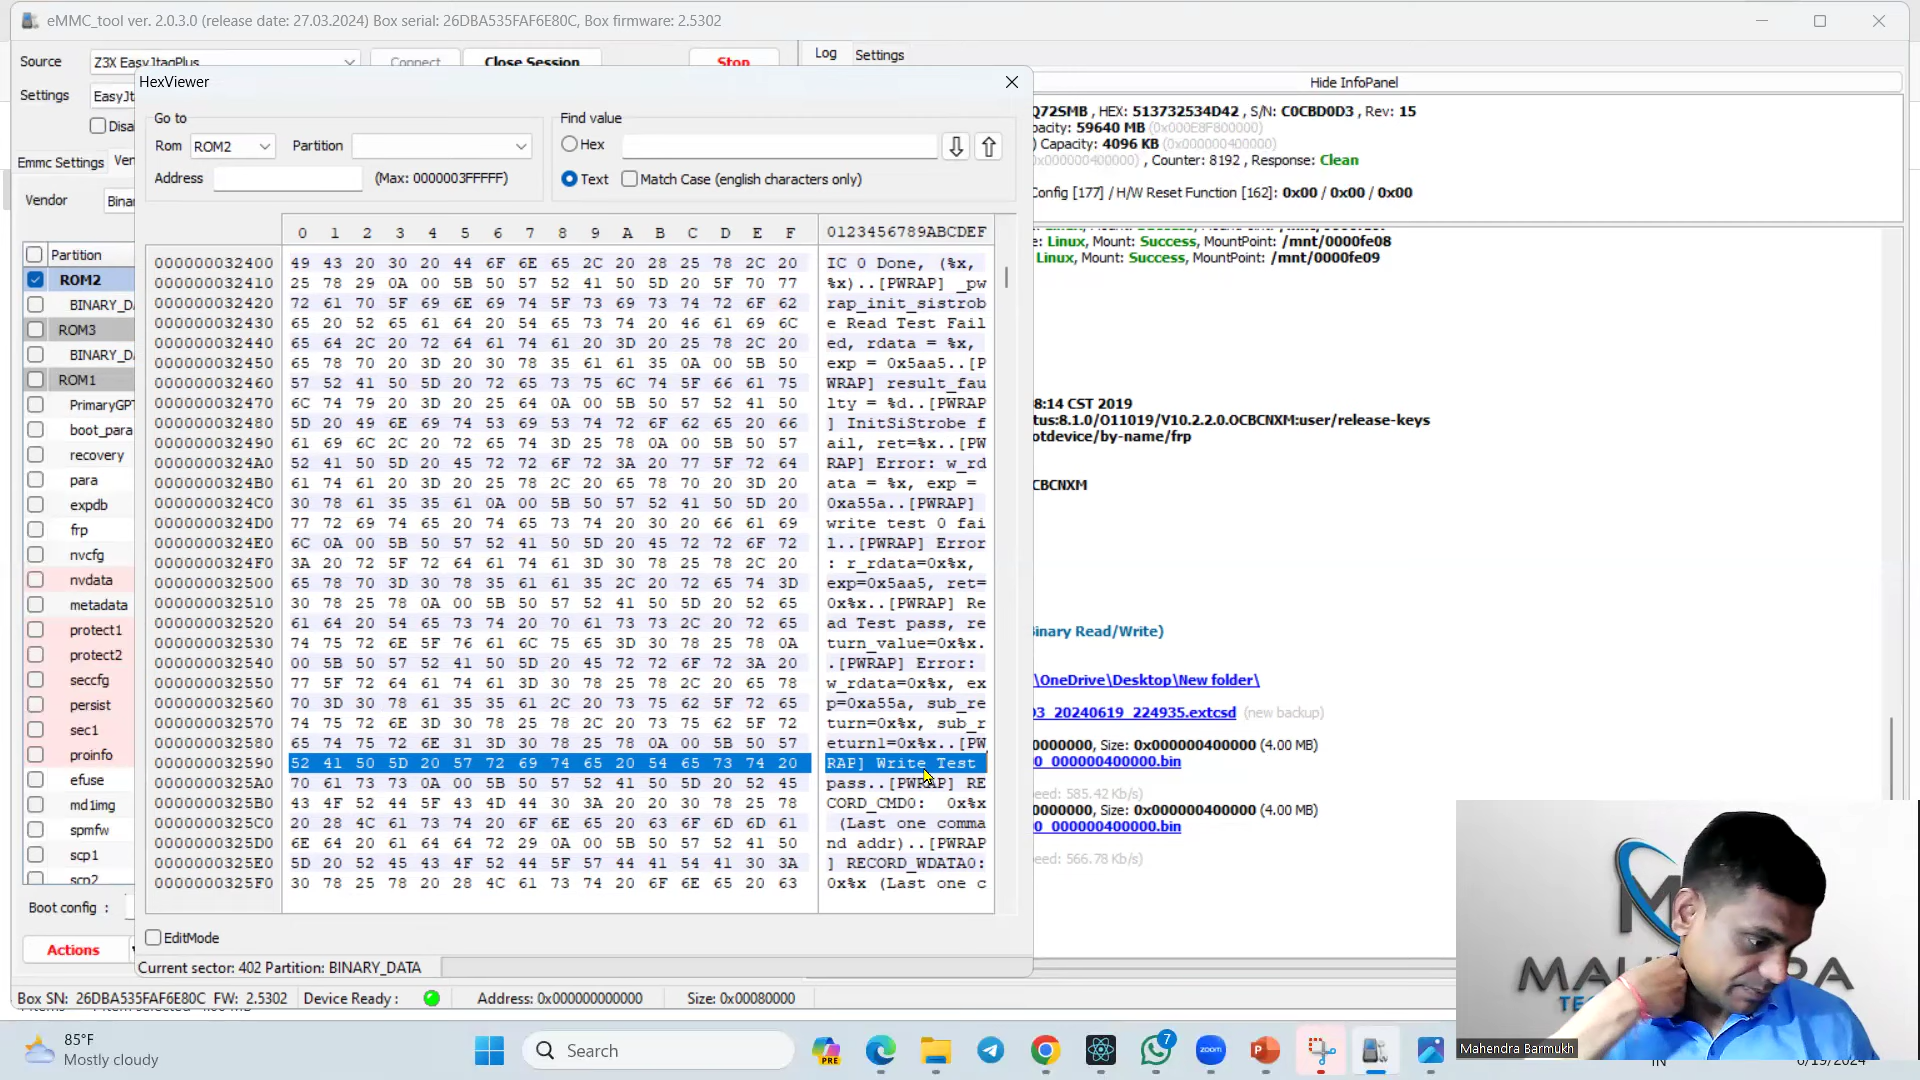 eMMC_tool ver. 2.0.3.0 (release date: 27.03.2024) Box serial: 26DBA535FAF6E80C, Box firmware: 2.5302
Source Z3X EasyJtagPlus Connect Close Session Stop Log Settings
HexViewer
Hide InfoPanel
Settings EasyJt
Go to
Find value
Q72SMB , HEX: 513732534D42 , S/N: C0CBD0D3 , Rev: 15
Disa
pacity: 59640 MB (0x000E8F800000)
Rom ROM2 Partition
Hex
) Capacity: 4096 KB (0x000000400000)
Emmc Settings Ven
x000000400000) , Counter: 8192 , Response: Clean
Address (Max: 0000003FFFFF)
Text Match Case (english characters only)
Config [177] / H/W Reset Function [162]: 0x00 / 0x00 / 0x00
Vendor Binar
0 1 2 3 4 5 6 7 8 9 A B C D E F 0123456789ABCDEF
e: Linux, Mount: Success, MountPoint: /mnt/0000fe08
Linux, Mount: Success, MountPoint: /mnt/0000fe09
8:14 CST 2019
tus:8.1.0/O11019/V10.2.2.0.OCBCNXM:user/release-keys
otdevice/by-name/frp
CBCNXM
inary Read/Write)
\OneDrive\Desktop\New folder\
D3_20240619_224935.extcsd (new backup)
0000000, Size: 0x000000400000 (4.00 MB)
00_000000400000.bin
eed: 585.42 Kb/s)
0000000, Size: 0x000000400000 (4.00 MB)
00_000000400000.bin
eed: 566.78 Kb/s)
Partition
ROM2
BINARY_DA
ROM3
BINARY_DA
ROM1
PrimaryGPT
boot_para
recovery
para
expdb
frp
nvcfg
nvdata
metadata
protect1
protect2
seccfg
persist
sec1
proinfo
efuse
md1img
spmfw
scp1
scp2
000000032400 49 43 20 30 20 44 6F 6E 65 2C 20 28 25 78 2C 20 IC 0 Done, (%x,
000000032410 25 78 29 0A 00 5B 50 57 52 41 50 5D 20 5F 70 77 %x)..[PWRAP] _pw
000000032420 72 61 70 5F 69 6E 69 74 5F 73 69 73 74 72 6F 62 rap_init_sistrob
000000032430 65 20 52 65 61 64 20 54 65 73 74 20 46 61 69 6C e Read Test Fail
000000032440 65 64 2C 20 72 64 61 74 61 20 3D 20 25 78 2C 20 ed, rdata = %x,
000000032450 65 78 70 20 3D 20 30 78 35 61 61 35 0A 00 5B 50 exp = 0x5aa5..[P
000000032460 57 52 41 50 5D 20 72 65 73 75 6C 74 5F 66 61 75 WRAP] result_fau
000000032470 6C 74 79 20 3D 20 25 64 0A 00 5B 50 57 52 41 50 lty = %d..[PWRAP
000000032480 5D 20 49 6E 69 74 53 69 53 74 72 6F 62 65 20 66 ] InitSiStrobe f
000000032490 61 69 6C 2C 20 72 65 74 3D 25 78 0A 00 5B 50 57 ail, ret=%x..[PW
0000000324A0 52 41 50 5D 20 45 72 72 6F 72 3A 20 77 5F 72 64 RAP] Error: w_rd
0000000324B0 61 74 61 20 3D 20 25 78 2C 20 65 78 70 20 3D 20 ata = %x, exp =
0000000324C0 30 78 61 35 35 61 0A 00 5B 50 57 52 41 50 5D 20 0xa55a..[PWRAP]
0000000324D0 77 72 69 74 65 20 74 65 73 74 20 30 20 66 61 69 write test 0 fai
0000000324E0 6C 0A 00 5B 50 57 52 41 50 5D 20 45 72 72 6F 72 l..[PWRAP] Error
0000000324F0 3A 20 72 5F 72 64 61 74 61 3D 30 78 25 78 2C 20 : r_rdata=0x%x,
000000032500 65 78 70 3D 30 78 35 61 61 35 2C 20 72 65 74 3D exp=0x5aa5, ret=
000000032510 30 78 25 78 0A 00 5B 50 57 52 41 50 5D 20 52 65 0x%x..[PWRAP] Re
000000032520 61 64 20 54 65 73 74 20 70 61 73 73 2C 20 72 65 ad Test pass, re
000000032530 74 75 72 6E 5F 76 61 6C 75 65 3D 30 78 25 78 0A turn_value=0x%x.
000000032540 00 5B 50 57 52 41 50 5D 20 45 72 72 6F 72 3A 20 .[PWRAP] Error:
000000032550 77 5F 72 64 61 74 61 3D 30 78 25 78 2C 20 65 78 w_rdata=0x%x, ex
000000032560 70 3D 30 78 61 35 35 61 2C 20 73 75 62 5F 72 65 p=0xa55a, sub_re
000000032570 74 75 72 6E 3D 30 78 25 78 2C 20 73 75 62 5F 72 turn=0x%x, sub_r
000000032580 65 74 75 72 6E 31 3D 30 78 25 78 0A 00 5B 50 57 eturn1=0x%x..[PW
000000032590 52 41 50 5D 20 57 72 69 74 65 20 54 65 73 74 20 RAP] Write Test
0000000325A0 70 61 73 73 0A 00 5B 50 57 52 41 50 5D 20 52 45 pass..[PWRAP] RE
0000000325B0 43 4F 52 44 5F 43 4D 44 30 3A 20 20 30 78 25 78 CORD_CMD0:  0x%x
0000000325C0 20 28 4C 61 73 74 20 6F 6E 65 20 63 6F 6D 6D 61 (Last one comma
0000000325D0 6E 64 20 61 64 64 72 29 0A 00 5B 50 57 52 41 50 nd addr)..[PWRAP
0000000325E0 5D 20 52 45 43 4F 52 44 5F 57 44 41 54 41 30 3A ] RECORD_WDATA0:
0000000325F0 30 78 25 78 20 28 4C 61 73 74 20 6F 6E 65 20 63 0x%x (Last one c
Boot config :
EditMode
Actions
Current sector: 402 Partition: BINARY_DATA
Box SN: 26DBA535FAF6E80C FW: 2.5302 Device Ready : Address: 0x000000000000 Size: 0x00080000
Mahendra Barmukh
85°F
Mostly cloudy
Search
PRE
7
zoom
IN
6/19/2024